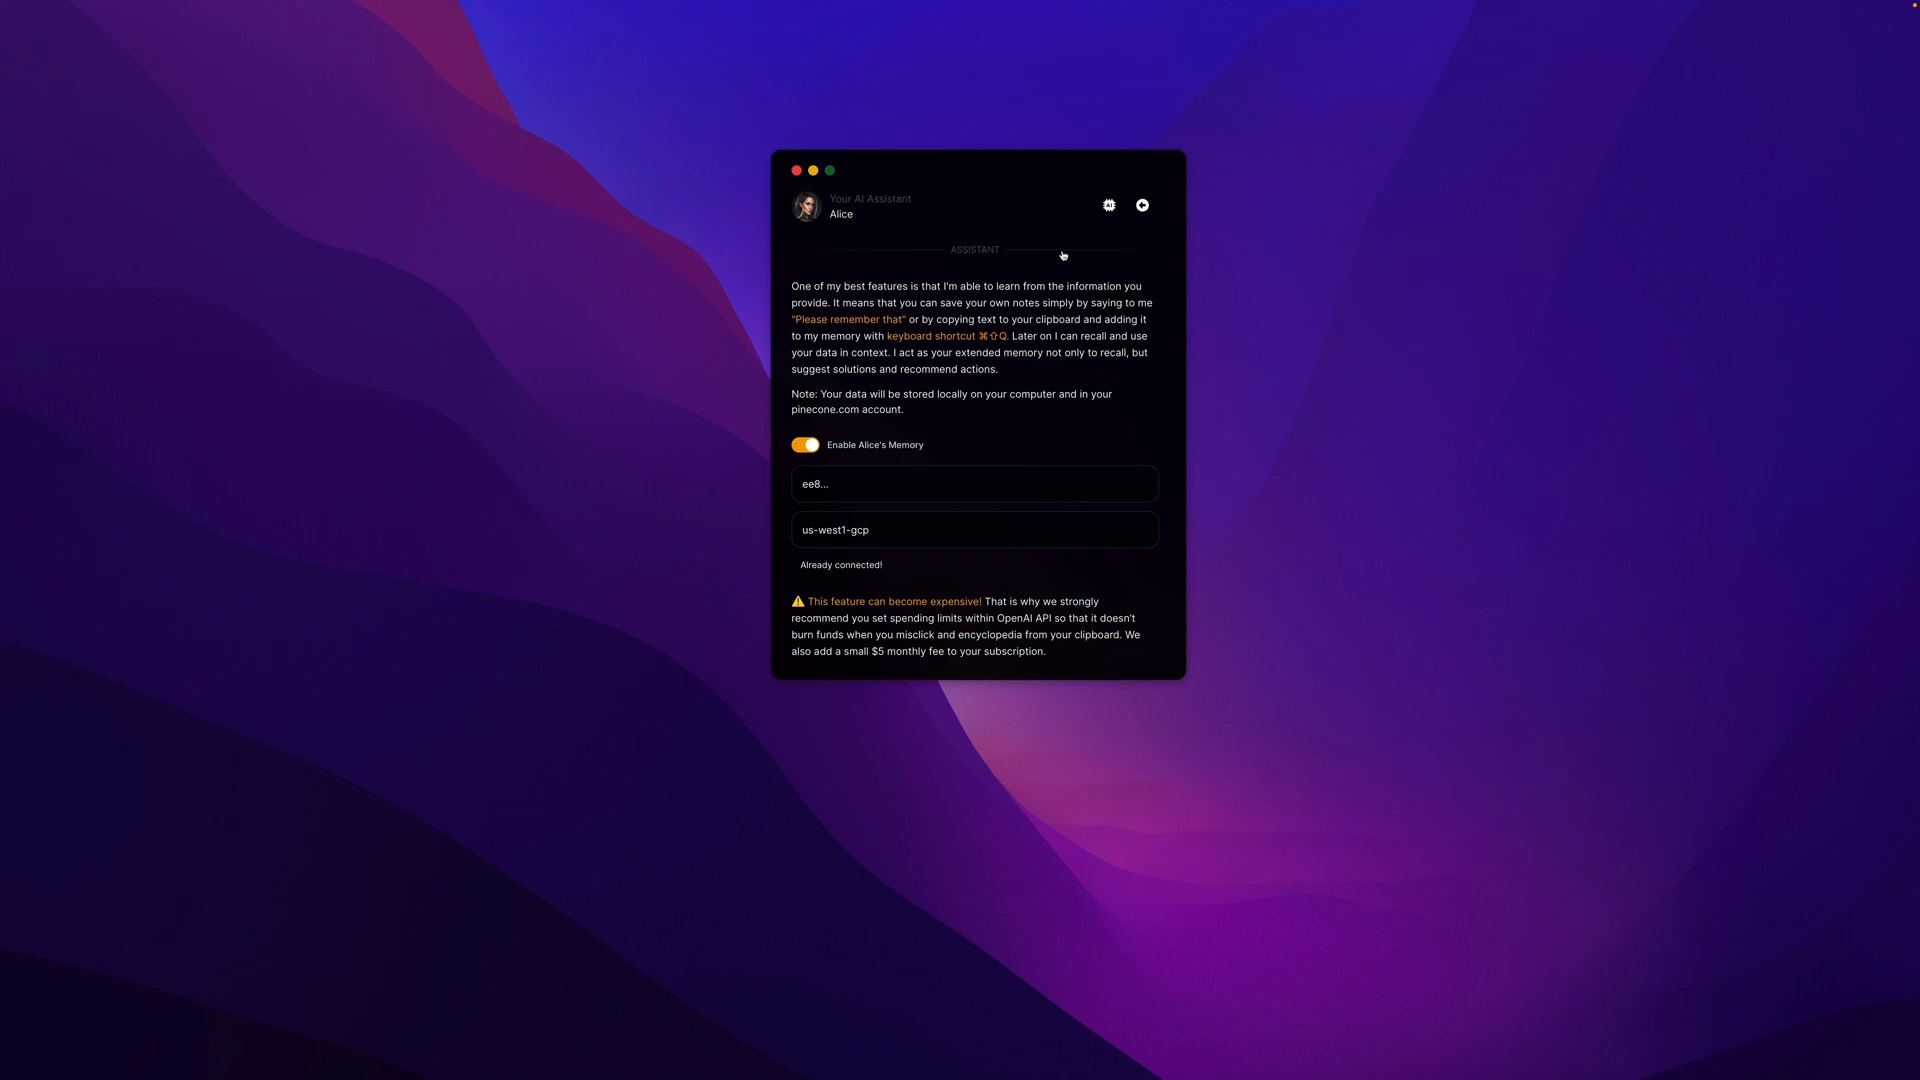 Your AI Assistant
Alice
ASSISTANT
One of my best features is that I'm able to learn from the information you
provide. It means that you can save your own notes simply by saying to me
"Please remember that" or by copying text to your clipboard and adding it
to my memory with keyboard shortcut ⌘⇧Q. Later on I can recall and use
your data in context. I act as your extended memory not only to recall, but
suggest solutions and recommend actions.
Note: Your data will be stored locally on your computer and in your
pinecone.com account.
Enable Alice's Memory
ee8...
us-west1-gcp
Already connected!
⚠️ This feature can become expensive! That is why we strongly
recommend you set spending limits within OpenAI API so that it doesn't
burn funds when you misclick and encyclopedia from your clipboard. We
also add a small $5 monthly fee to your subscription.